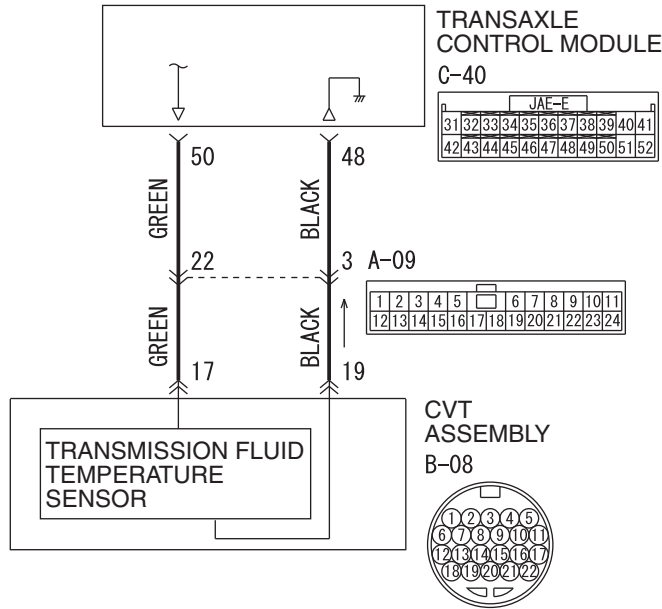 TRANSAXLE
CONTROL MODULE
C-40
JAE-E
31 32 33 34 35 36 37 38 39 40 41
42 43 44 45 46 47 48 49 50 51 52
50 48
GREEN BLACK
22 3 A-09
1 2 3 4 5 6 7 8 9 10 11
12 13 14 15 16 17 18 19 20 21 22 23 24
GREEN BLACK
17 19
CVT
ASSEMBLY
B-08
TRANSMISSION FLUID
TEMPERATURE
SENSOR
1 2 3 4 5
6 7 8 9 10 11
12 13 14 15 16 17
18 19 20 21 22